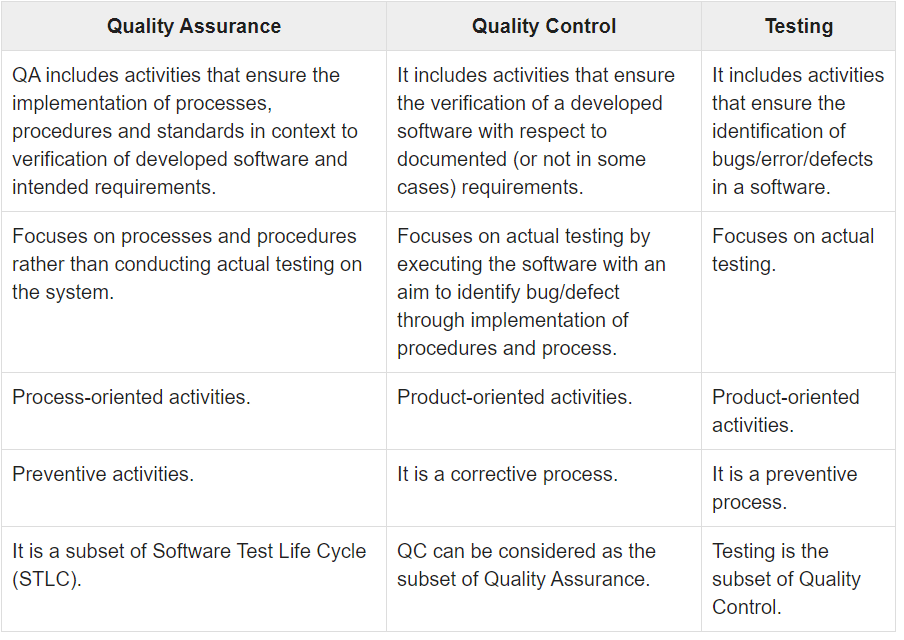 Quality Assurance
Quality Control
Testing
QA includes activities that ensure the
implementation of processes,
procedures and standards in context to
verification of developed software and
intended requirements.
It includes activities that ensure
the verification of a developed
software with respect to
documented (or not in some
cases) requirements.
It includes activities
that ensure the
identification of
bugs/error/defects
in a software.
Focuses on processes and procedures
rather than conducting actual testing on
the system.
Focuses on actual testing by
executing the software with an
aim to identify bug/defect
through implementation of
procedures and process.
Focuses on actual
testing.
Process-oriented activities.
Product-oriented activities.
Product-oriented
activities.
Preventive activities.
It is a corrective process.
It is a preventive
process.
It is a subset of Software Test Life Cycle
(STLC).
QC can be considered as the
subset of Quality Assurance.
Testing is the
subset of Quality
Control.